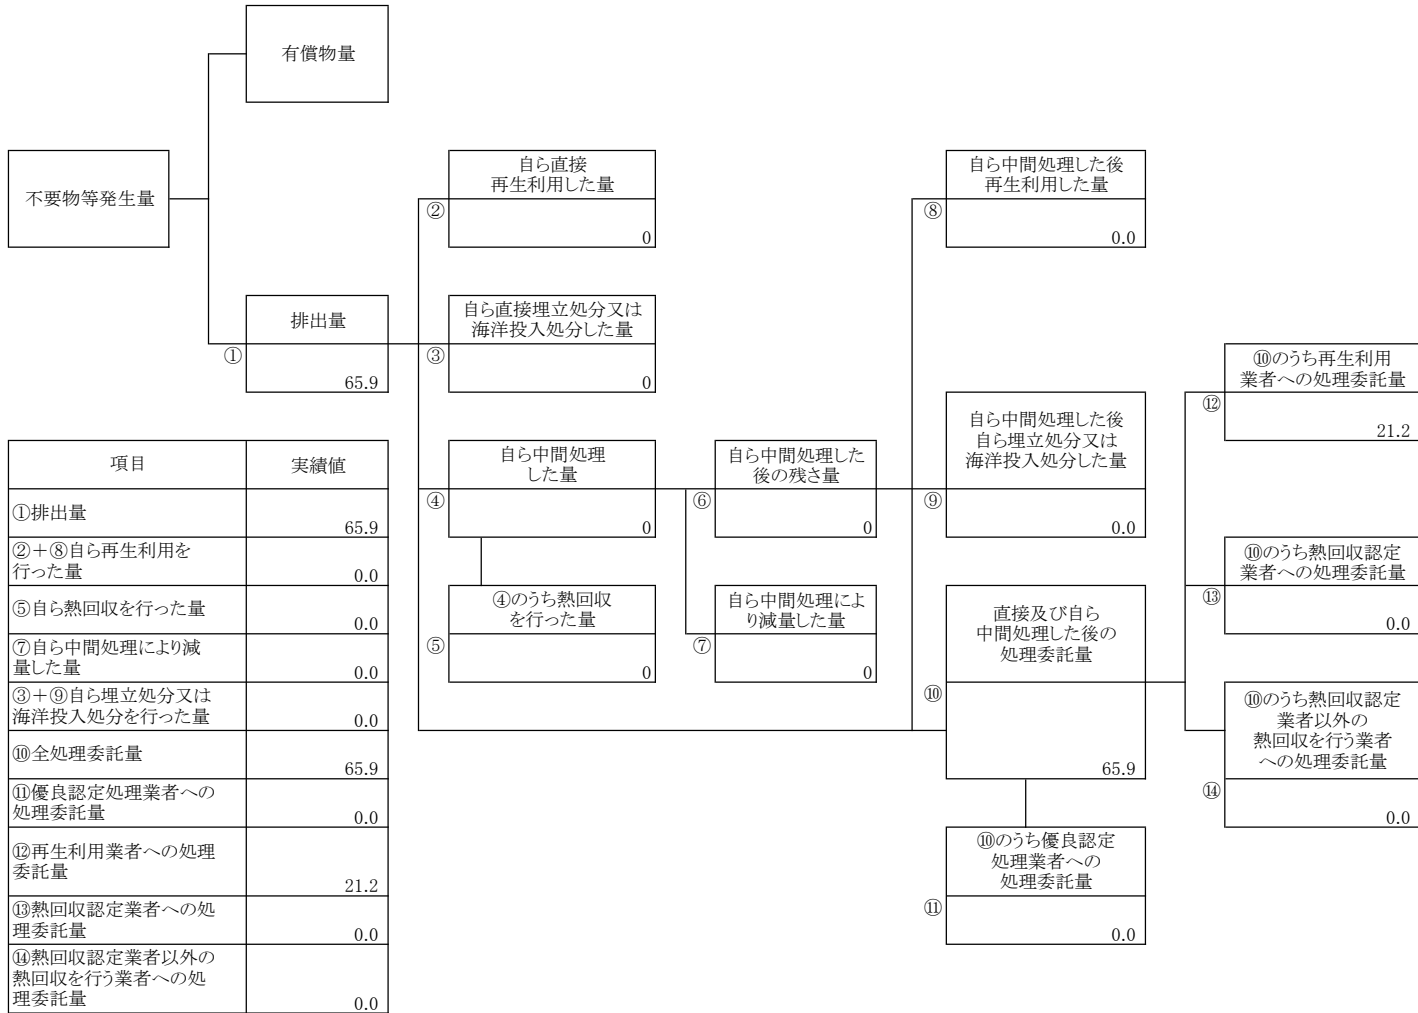 有償物量
不要物等発生量
自ら直接
再生利用した量
②
0
自ら中間処理した後
再生利用した量
⑧
0.0
排出量
①
65.9
自ら直接埋立処分又は
海洋投入処分した量
③
0
⑩のうち再生利用
業者への処理委託量
⑫
21.2
自ら中間処理
した量
④
0
自ら中間処理した
後の残さ量
⑥
0
自ら中間処理した後
自ら埋立処分又は
海洋投入処分した量
⑨
0.0
⑩のうち熱回収認定
業者への処理委託量
⑬
0.0
④のうち熱回収
を行った量
⑤
0
自ら中間処理によ
り減量した量
⑦
0
直接及び自ら
中間処理した後の
処理委託量
⑩
65.9
⑩のうち熱回収認定
業者以外の
熱回収を行う業者
への処理委託量
⑭
0.0
⑩のうち優良認定
処理業者への
処理委託量
⑪
0.0
項目
実績値
①排出量
65.9
②+⑧自ら再生利用を
行った量
0.0
⑤自ら熱回収を行った量
0.0
⑦自ら中間処理により減
量した量
0.0
③+⑨自ら埋立処分又は
海洋投入処分を行った量
0.0
⑩全処理委託量
65.9
⑪優良認定処理業者への
処理委託量
0.0
⑫再生利用業者への処理
委託量
21.2
⑬熱回収認定業者への処
理委託量
0.0
⑭熱回収認定業者以外の
熱回収を行う業者への処
理委託量
0.0